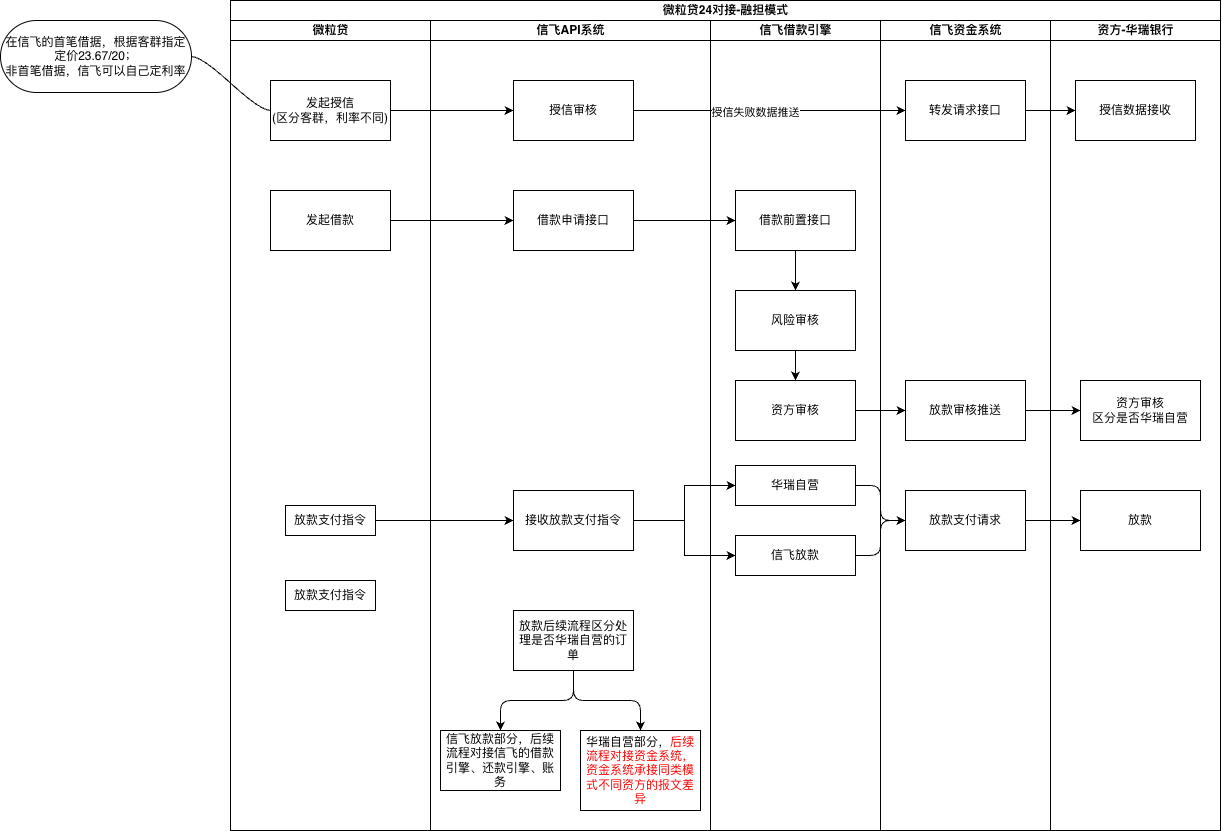 微粒贷24对接-融担模式
微粒贷
信飞API系统
信飞借款引擎
信飞资金系统
资方-华瑞银行
在信飞的首笔借据，根据客群指定
定价23.67/20；
非首笔借据，信飞可以自己定利率
发起授信
(区分客群，利率不同)
授信审核
授信失败数据推送
转发请求接口
授信数据接收
发起借款
借款申请接口
借款前置接口
风险审核
资方审核
放款审核推送
资方审核
区分是否华瑞自营
放款支付指令
接收放款支付指令
华瑞自营
信飞放款
放款支付请求
放款
放款支付指令
放款后续流程区分处
理是否华瑞自营的订
单
信飞放款部分，后续
流程对接信飞的借款
引擎、还款引擎、账
务
华瑞自营部分，后续
流程对接资金系统，
资金系统承接同类模
式不同资方的报文差
异